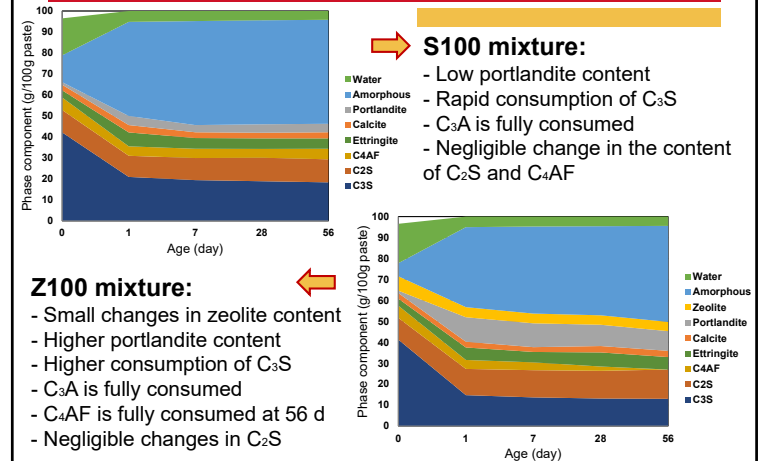 100
90
80
70
60
50
40
30
20
10
0
Phase component (g/100g paste)
0 1 7 28 56
Age (day)
Water
Amorphous
Portlandite
Calcite
Ettringite
C4AF
C2S
C3S
S100 mixture:
- Low portlandite content
- Rapid consumption of C₃S
- C₃A is fully consumed
- Negligible change in the content
of C₂S and C₄AF
Z100 mixture:
- Small changes in zeolite content
- Higher portlandite content
- Higher consumption of C₃S
- C₃A is fully consumed
- C₄AF is fully consumed at 56 d
- Negligible changes in C₂S
100
90
80
70
60
50
40
30
20
10
0
Phase component (g/100g paste)
0 1 7 28 56
Age (day)
Water
Amorphous
Zeolite
Portlandite
Calcite
Ettringite
C4AF
C2S
C3S